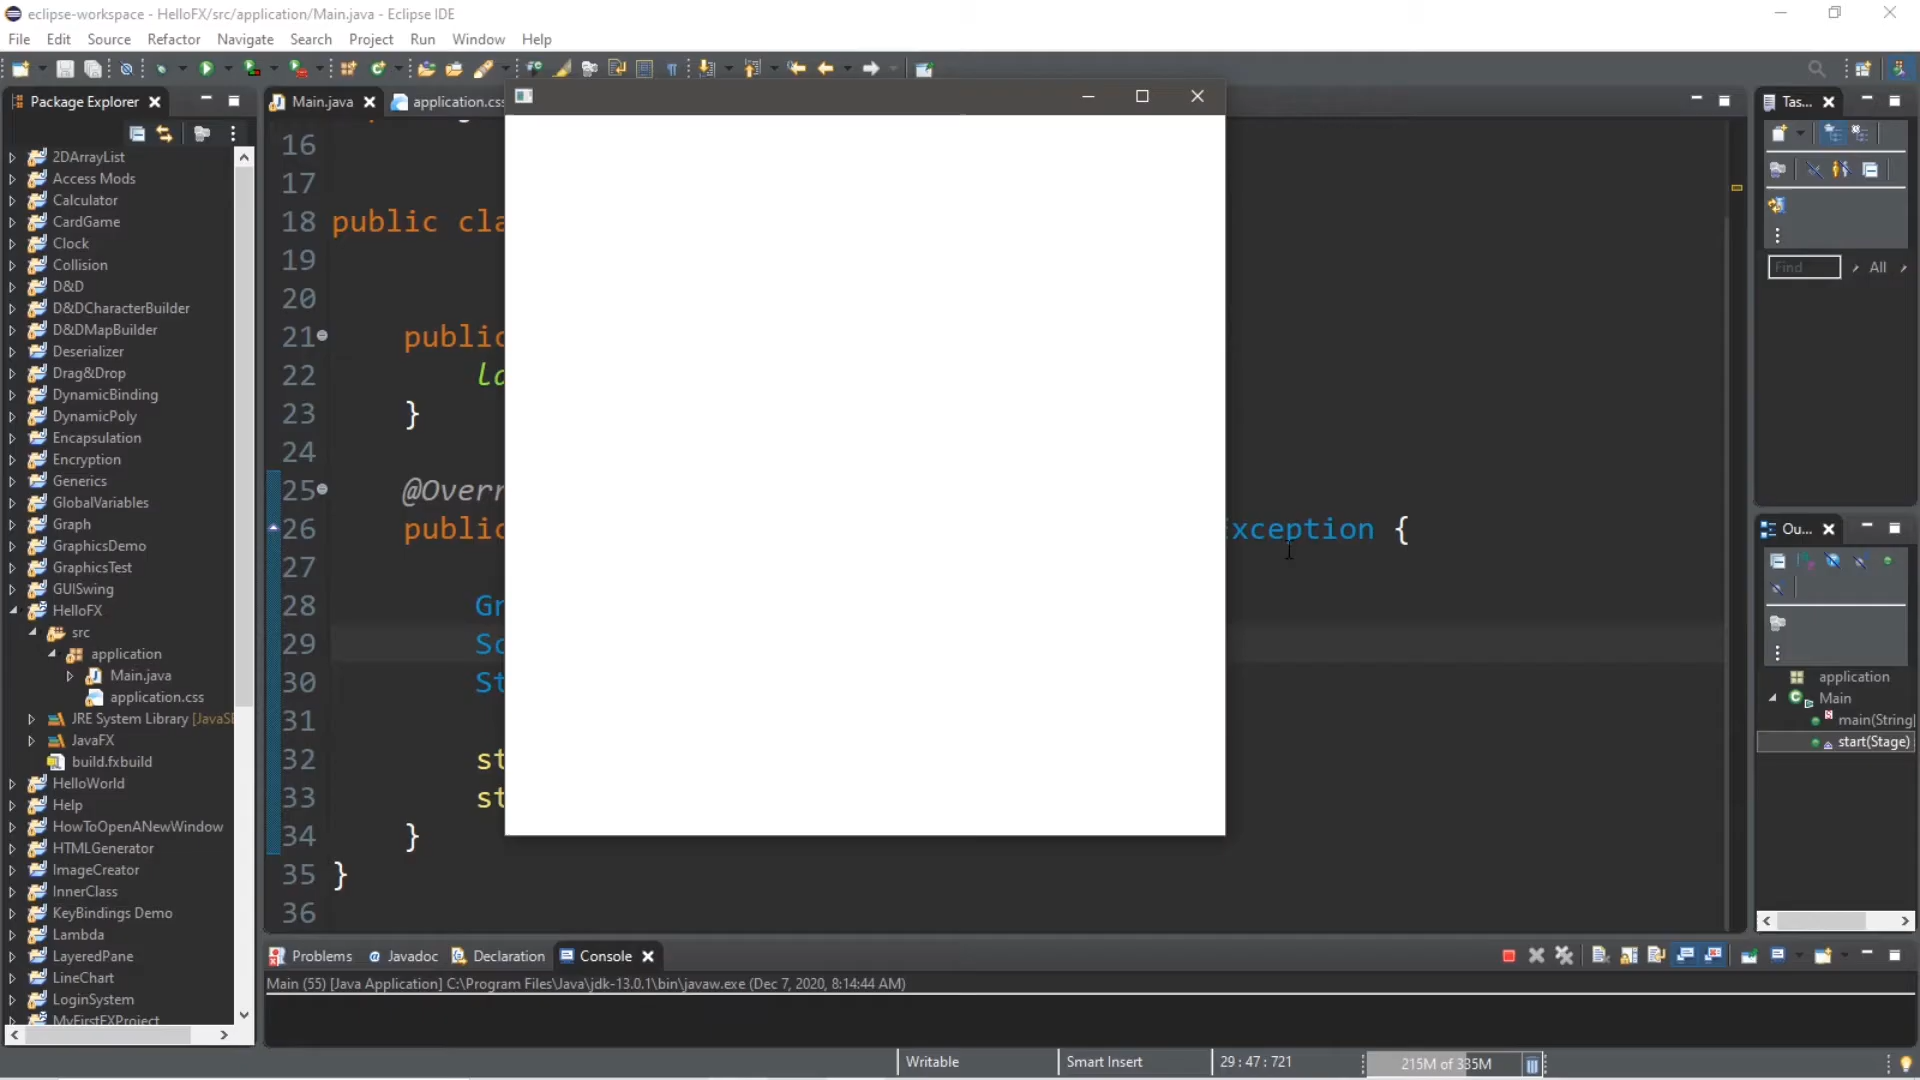 eclipse-workspace - HelloFX/src/application/Main.java - Eclipse IDE
File Edit Source Refactor Navigate Search Project Run Window Help
Package Explorer
Main.java
application.css
Tas...
2DArrayList
Access Mods
Calculator
CardGame
Clock
Collision
D&D
D&DCharacterBuilder
D&DMapBuilder
Deserializer
Drag&Drop
DynamicBinding
DynamicPoly
Encapsulation
Encryption
Generics
GlobalVariables
Graph
GraphicsDemo
GraphicsTest
GUISwing
HelloFX
src
application
Main.java
application.css
JRE System Library [JavaSE
JavaFX
build.fxbuild
HelloWorld
Help
HowToOpenANewWindow
HTMLGenerator
ImageCreator
InnerClass
KeyBindings Demo
Lambda
LayeredPane
LineChart
LoginSystem
MyFirstFXProject
16
17
18 public cla
19
20
21 public
22 la
23 }
24
25 @Overr
26 public xception {
27
28 Gr
29 Sc
30 St
31
32 st
33 st
34 }
35 }
36
Find All
Ou...
application
Main
main(String[
start(Stage)
Problems Javadoc Declaration Console
Main (55) [Java Application] C:\Program Files\Java\jdk-13.0.1\bin\javaw.exe (Dec 7, 2020, 8:14:44 AM)
Writable Smart Insert 29 : 47 : 721 215M of 335M